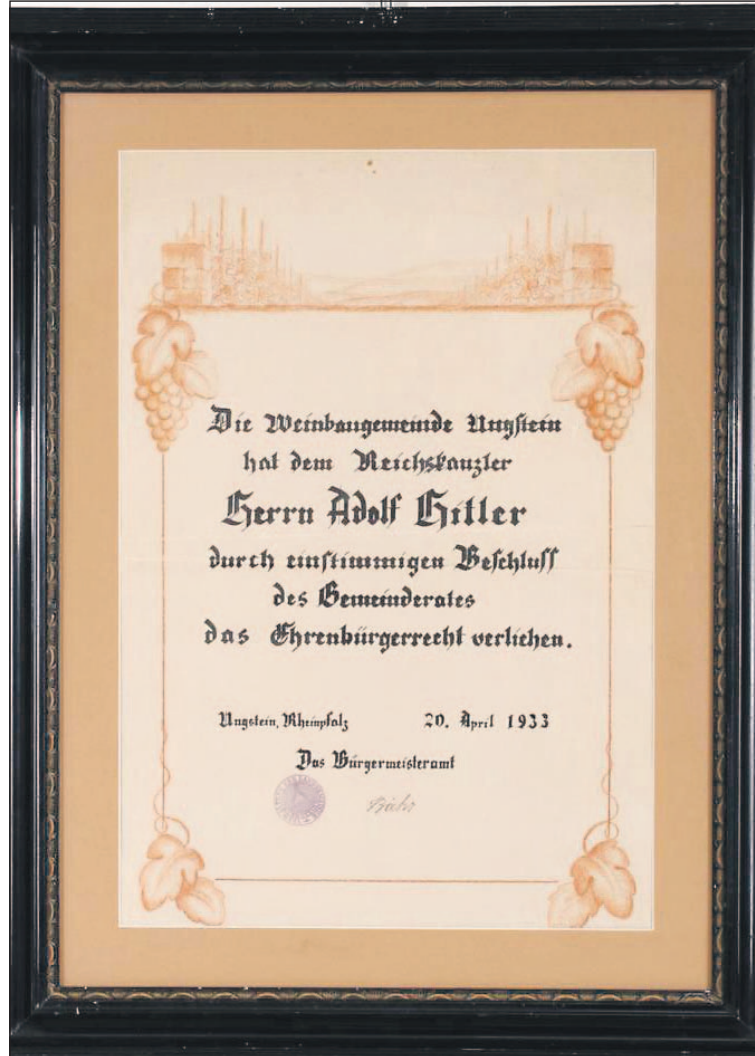 Die Weinbaugemeinde Ungstein
hat dem Reichskanzler
Herrn Adolf Hitler
durch einstimmigen Beschluss
des Gemeinderates
das Ehrenbürgerrecht verliehen.
Ungstein, Rheinpfalz 20. April 1933
Das Bürgermeisteramt